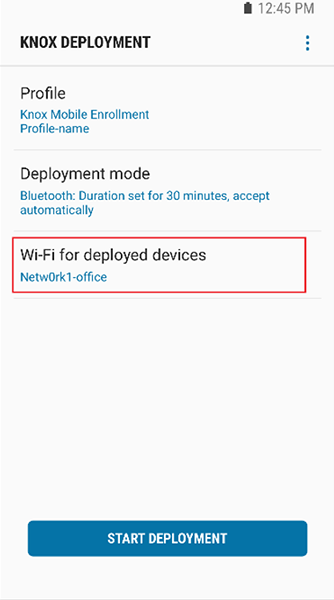 12:45 PM
KNOX DEPLOYMENT
Profile
Knox Mobile Enrollment
Profile-name
Deployment mode
Bluetooth: Duration set for 30 minutes, accept
automatically
Wi-Fi for deployed devices
Netw0rk1-office
START DEPLOYMENT